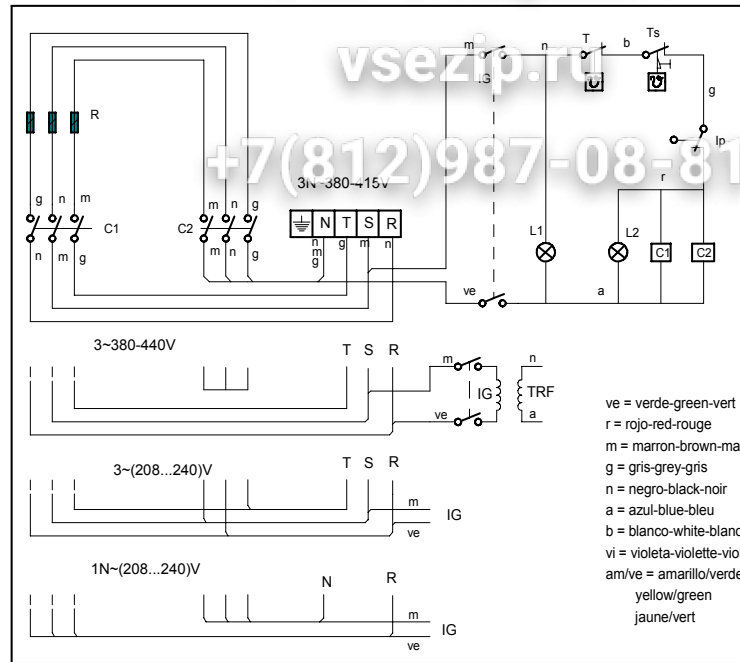 m
IG
n
T
b
Ts
g
vsezip.ru
Ip
r
+7(812)987-08-81
R
3N~380-415V
g n m
m n g
C1
C2
N T S R
n m g
g
m
n
n m g
L1
L2
C1
C2
ve
a
3~380-440V
T S R
m
n
IG
TRF
ve
a
3~(208...240)V
T S R
m
IG
ve
1N~(208...240)V
N
R
m
IG
ve
ve = verde-green-vert
r = rojo-red-rouge
m = marron-brown-ma
g = gris-grey-gris
n = negro-black-noir
a = azul-blue-bleu
b = blanco-white-blanc
vi = violeta-violette-vio
am/ve = amarillo/verde
yellow/green
jaune/vert